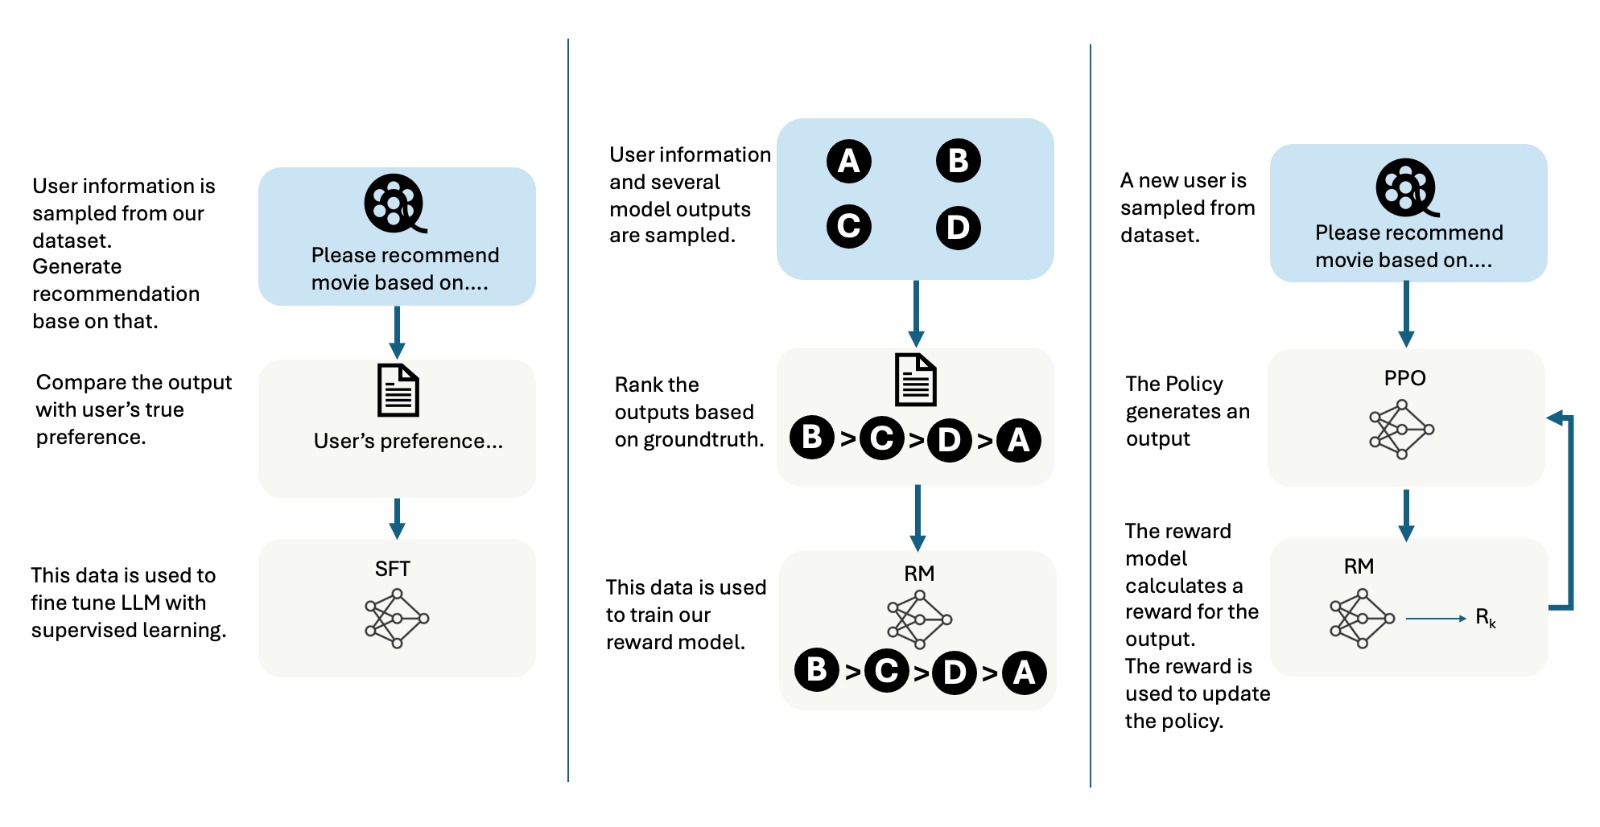 User information is
sampled from our
dataset.
Generate
recommendation
base on that.
Please recommend
movie based on....
Compare the output
with user's true
preference.
User's preference...
This data is used to
fine tune LLM with
supervised learning.
SFT
User information
and several
model outputs
are sampled.
A B
C D
Rank the
outputs based
on groundtruth.
B > C > D > A
This data is used
to train our
reward model.
RM
B > C > D > A
A new user is
sampled from
dataset.
Please recommend
movie based on....
The Policy
generates an
output
PPO
The reward
model
calculates a
reward for the
output.
The reward is
used to update
the policy.
RM
Rk